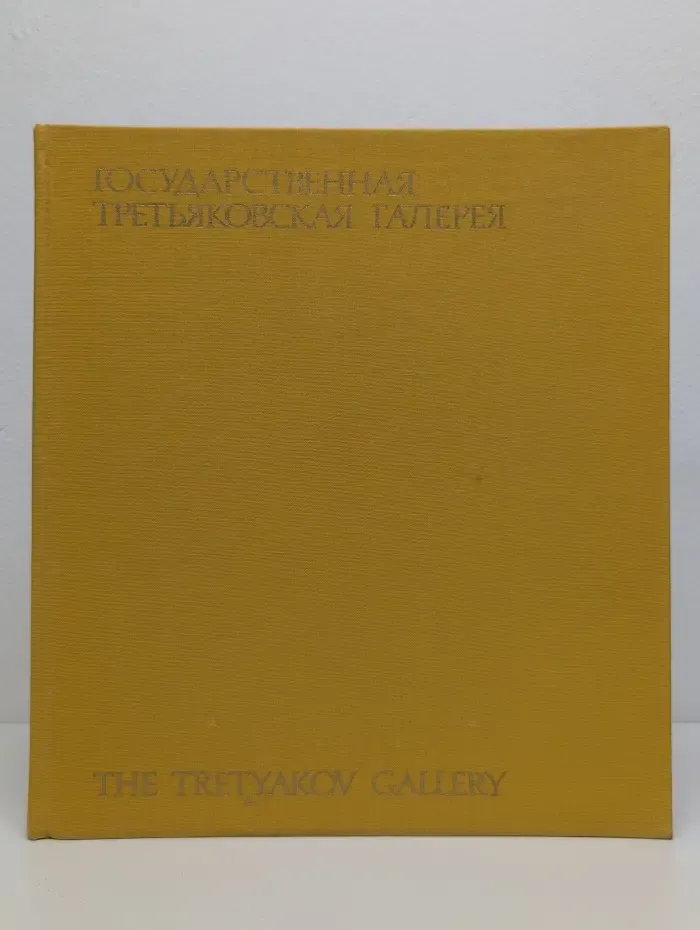 ГОСУДАРСТВЕННАЯ
ТРЕТЬЯКОВСКАЯ ГАЛЕРЕЯ
THE TRETYAKOV GALLERY